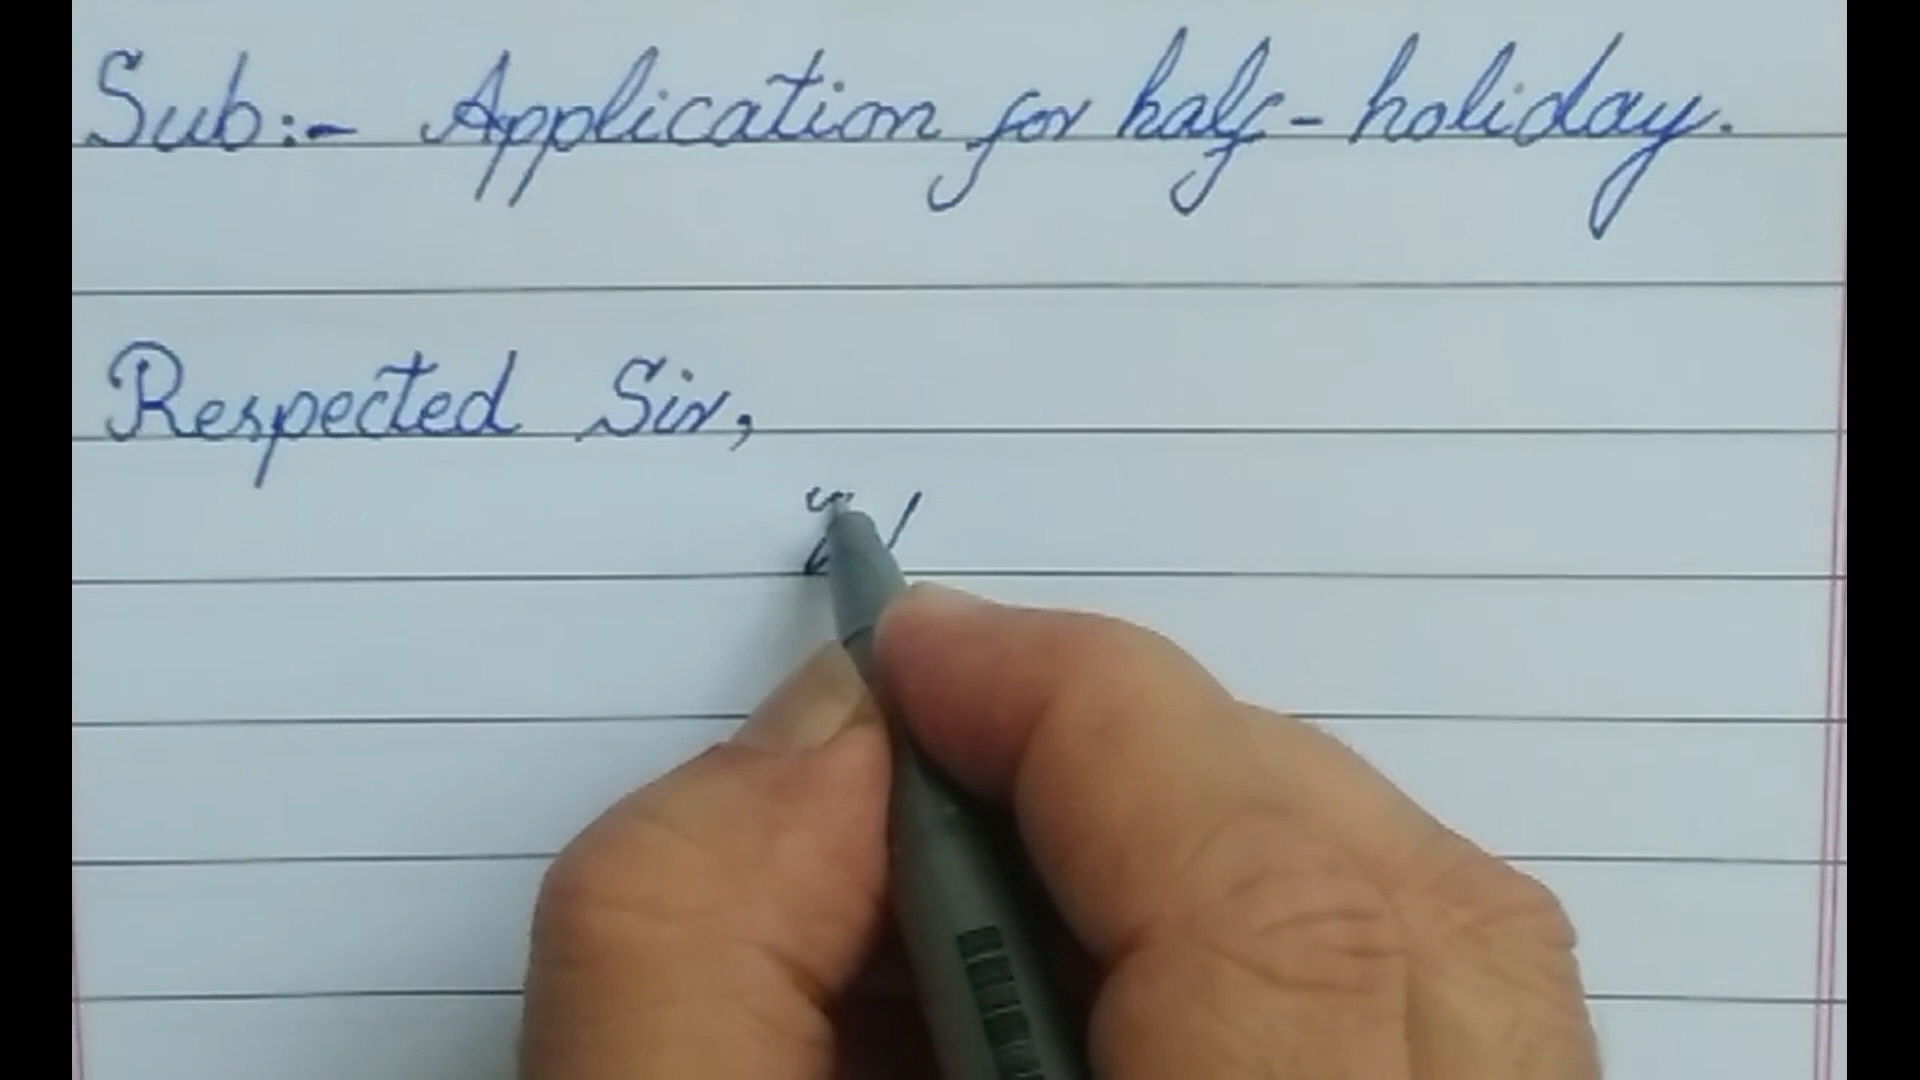 Sub:- Application for half-holiday.
Respected Sir,